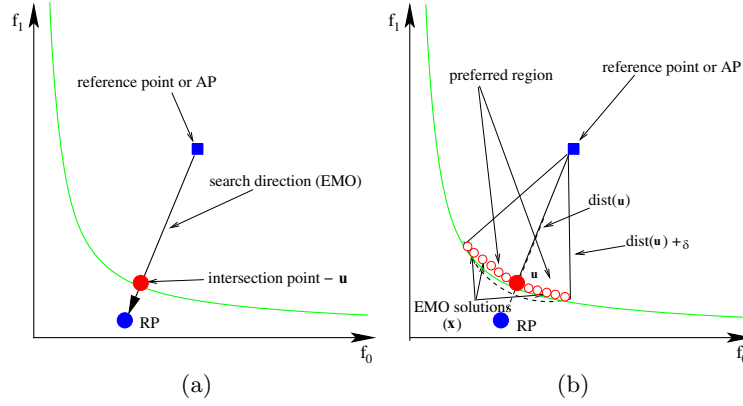 f1
reference point or AP
search direction (EMO)
intersection point – u
RP
f0
(a)
f1
preferred region
reference point or AP
dist(u)
dist(u) + δ
u
EMO solutions
(x)
RP
f0
(b)